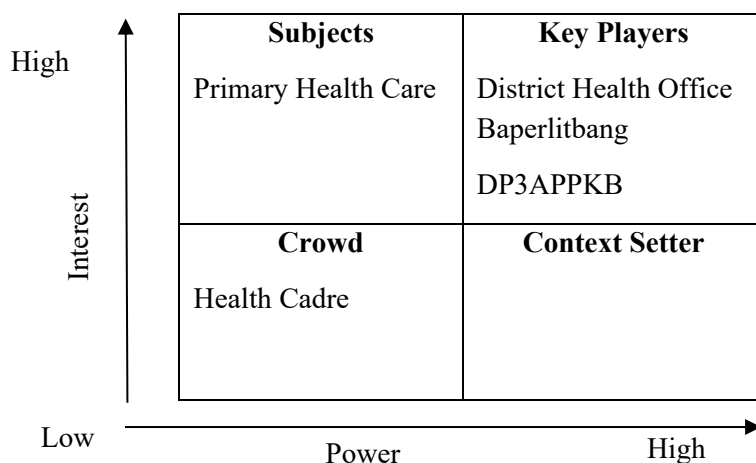 High
Subjects
Primary Health Care
Key Players
District Health Office
Baperlitbang
DP3APPKB
Interest
Crowd
Health Cadre
Context Setter
Low
Power
High